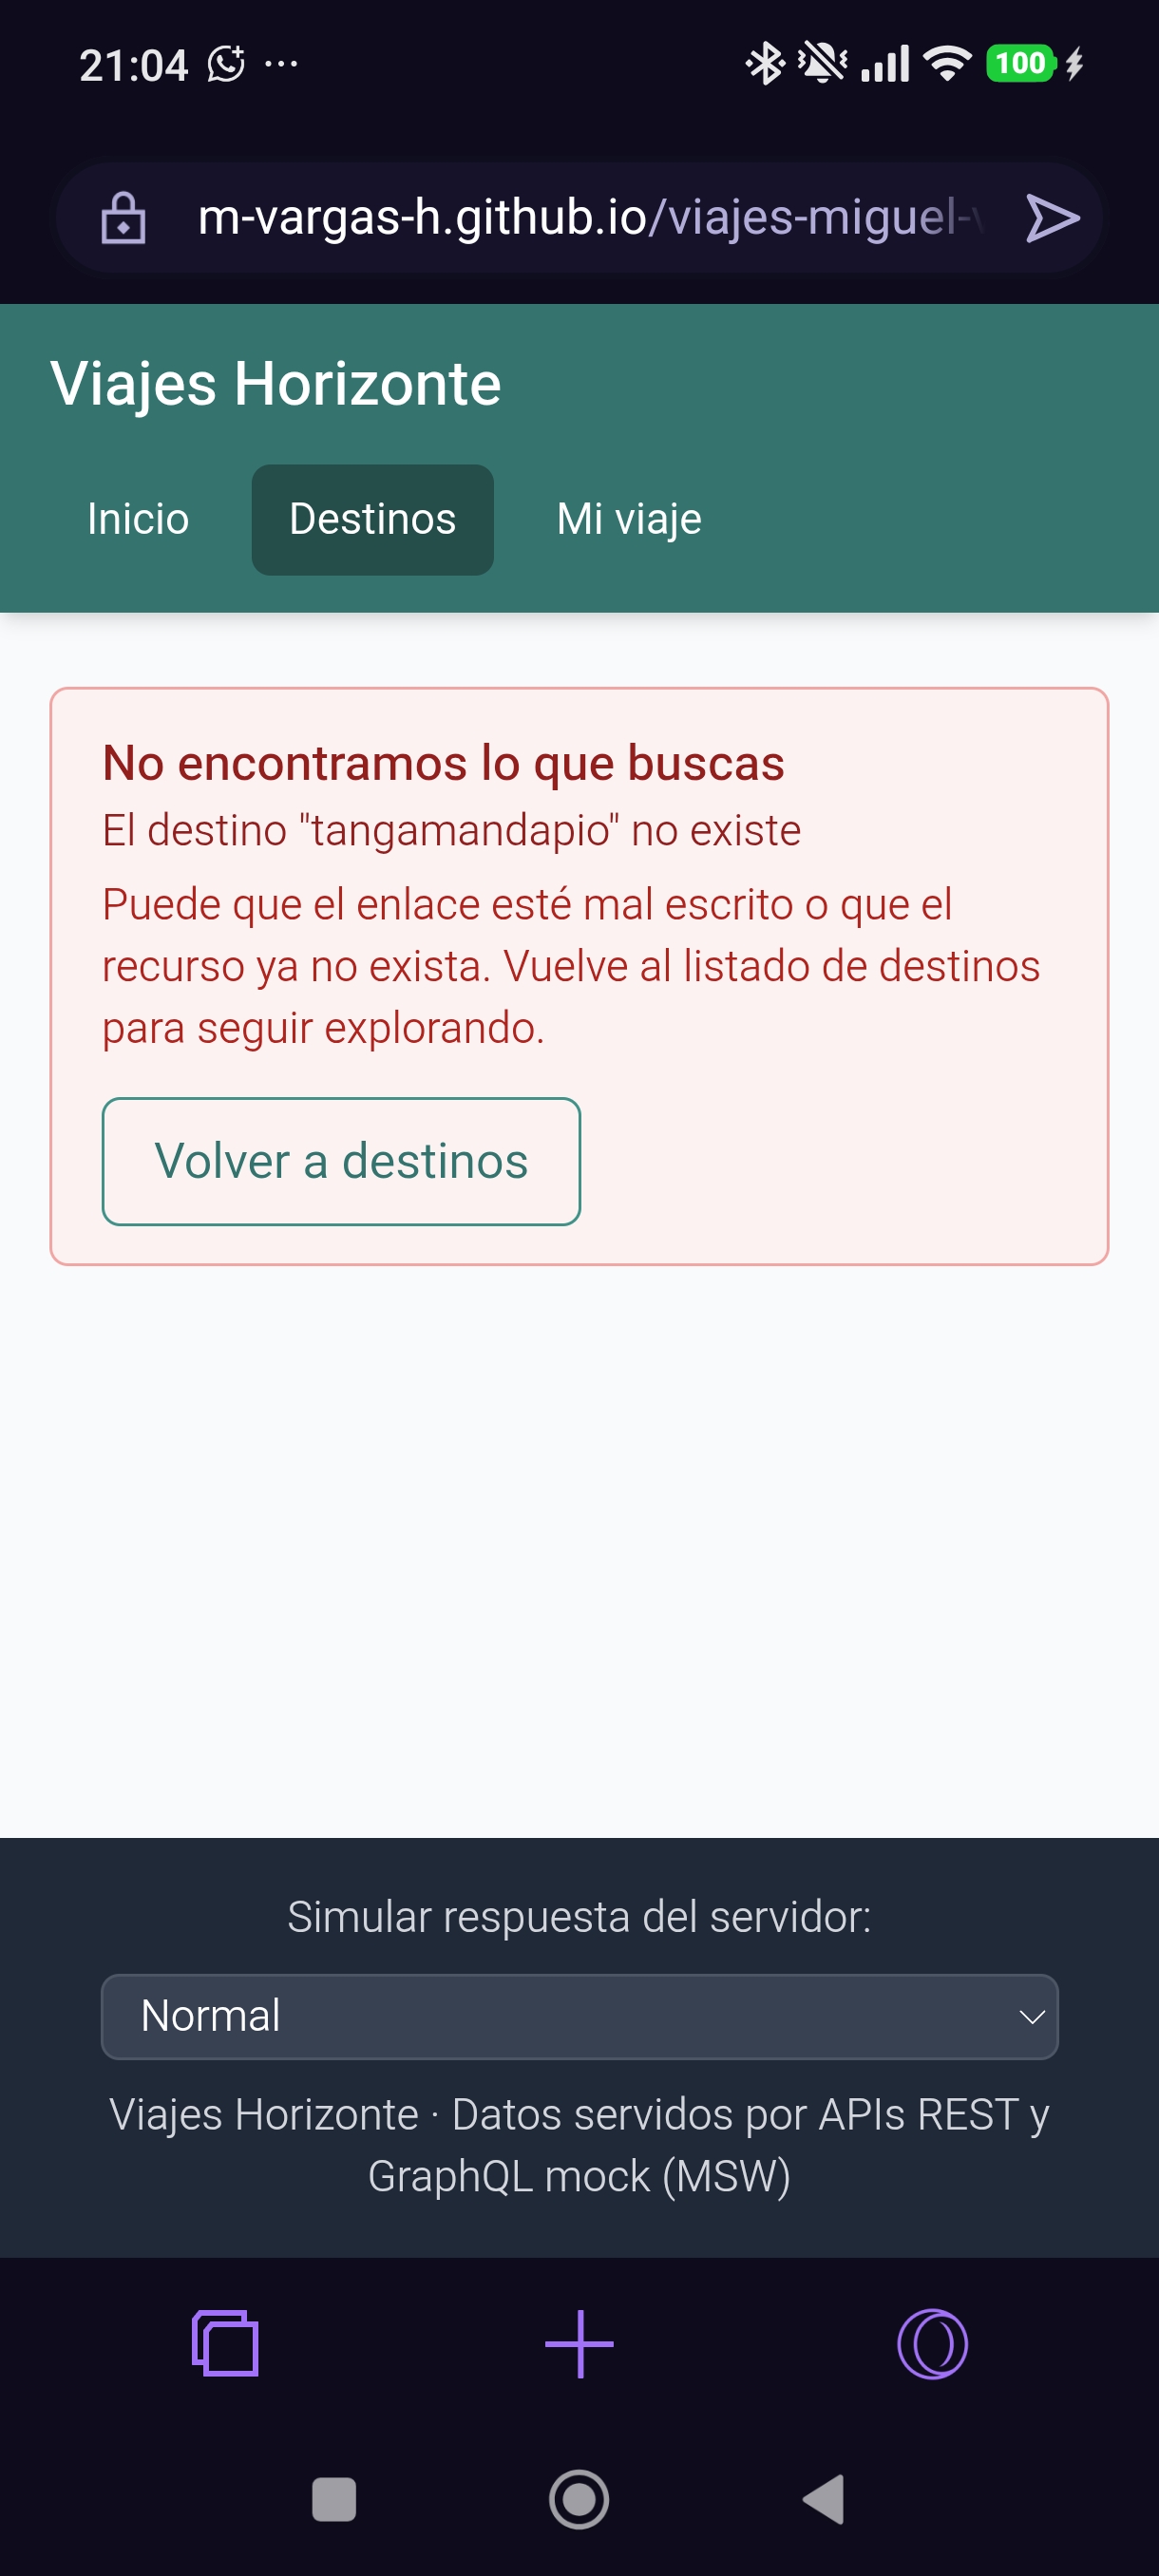 21:04
100
m-vargas-h.github.io/viajes-miguel-
Viajes Horizonte
Inicio Destinos Mi viaje
No encontramos lo que buscas
El destino "tangamandapio" no existe
Puede que el enlace esté mal escrito o que el
recurso ya no exista. Vuelve al listado de destinos
para seguir explorando.
Volver a destinos
Simular respuesta del servidor:
Normal
Viajes Horizonte · Datos servidos por APIs REST y
GraphQL mock (MSW)